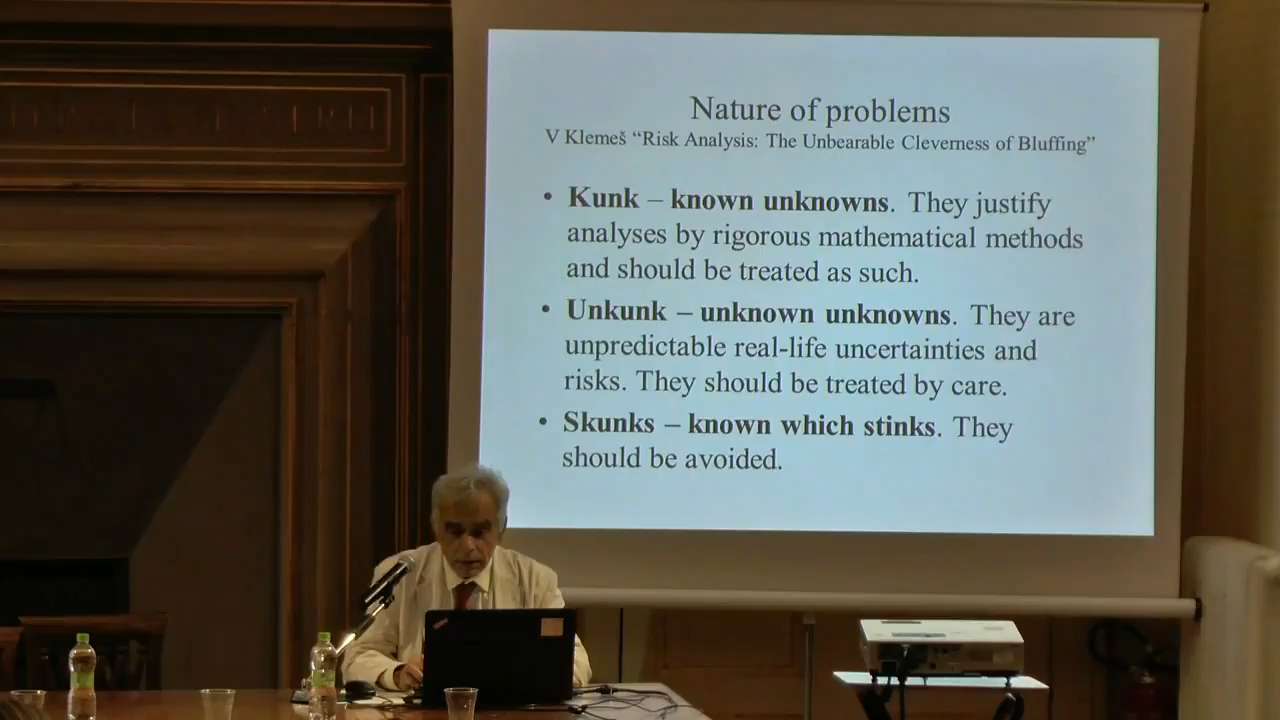 Nature of problems
V Klemeš “Risk Analysis: The Unbearable Cleverness of Bluffing”
• Kunk – known unknowns. They justify
analyses by rigorous mathematical methods
and should be treated as such.
• Unkunk – unknown unknowns. They are
unpredictable real-life uncertainties and
risks. They should be treated by care.
• Skunks – known which stinks. They
should be avoided.